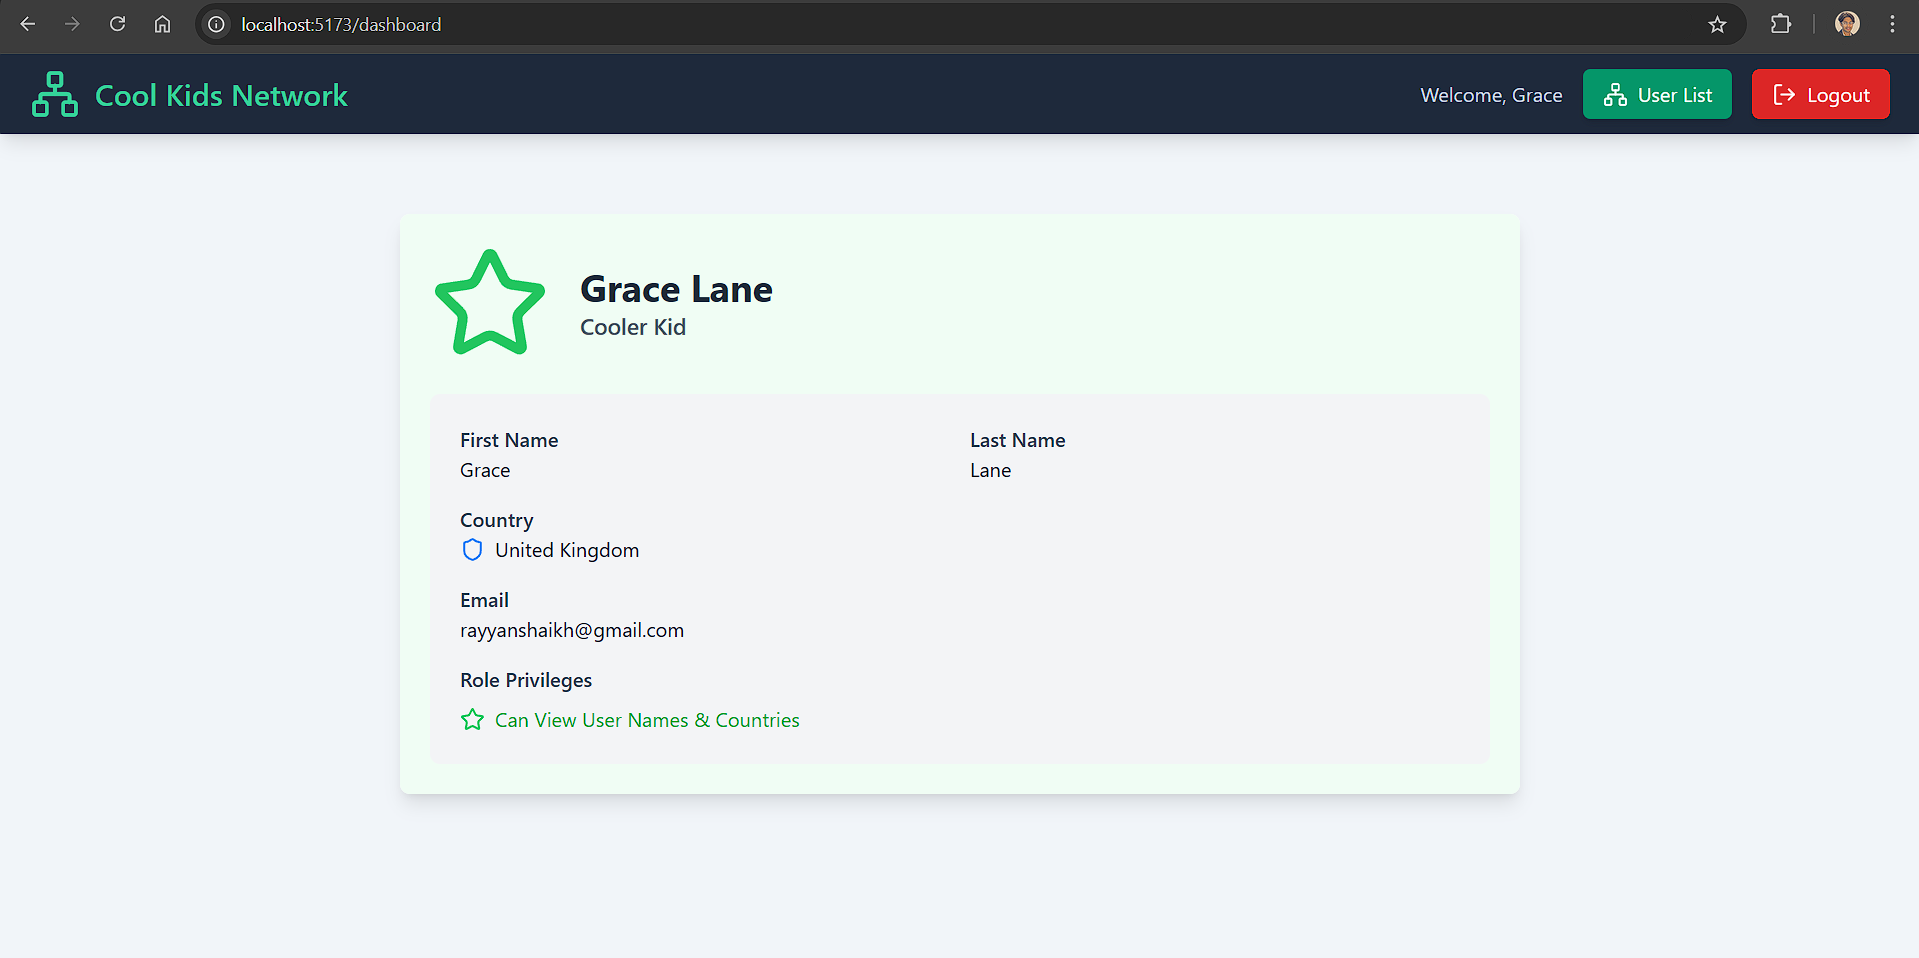 localhost:5173/dashboard
Cool Kids Network
Welcome, Grace
User List
Logout
Grace Lane
Cooler Kid
First Name
Last Name
Grace
Lane
Country
United Kingdom
Email
rayyanshaikh@gmail.com
Role Privileges
Can View User Names & Countries